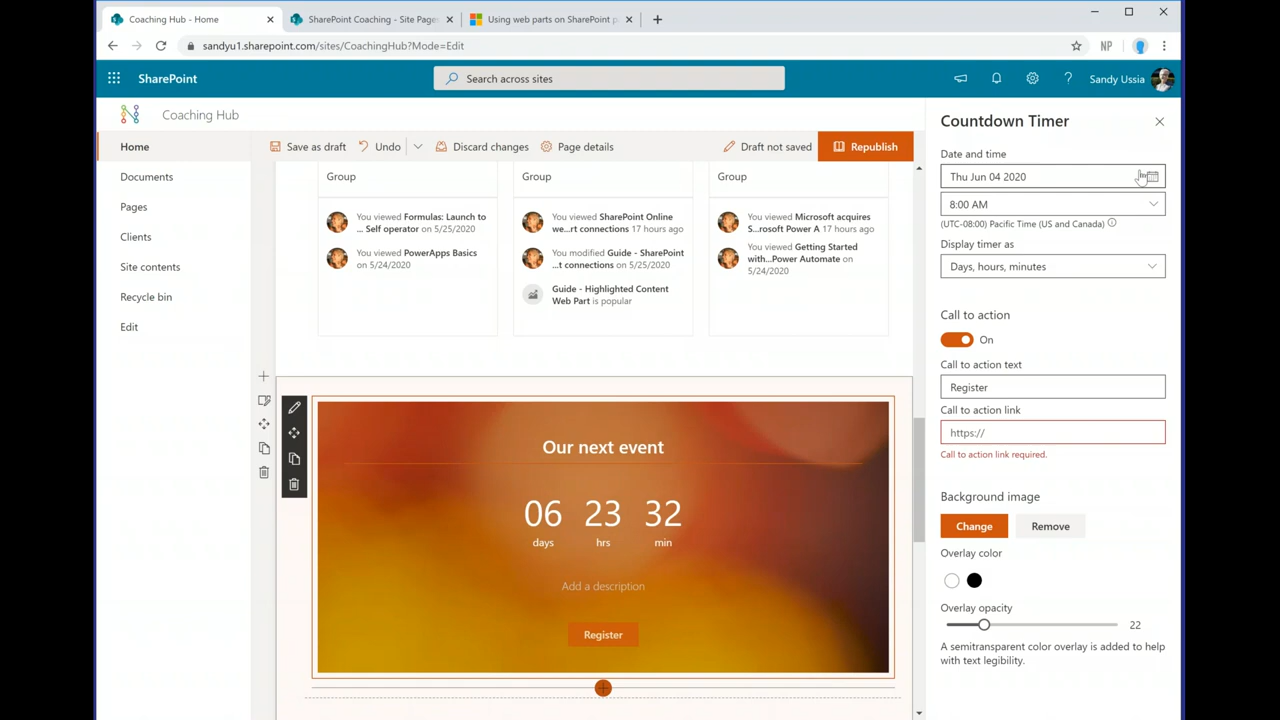 Coaching Hub - Home
SharePoint Coaching - Site Pages
Using web parts on SharePoint p
sandyu1.sharepoint.com/sites/CoachingHub?Mode=Edit
NP
SharePoint
Search across sites
Sandy Ussia
Coaching Hub
Home
Documents
Pages
Clients
Site contents
Recycle bin
Edit
Save as draft
Undo
Discard changes
Page details
Draft not saved
Republish
Group
Group
Group
You viewed Formulas: Launch to
... Self operator on 5/25/2020
You viewed PowerApps Basics
on 5/24/2020
You viewed SharePoint Online
we...rt connections 17 hours ago
You modified Guide - SharePoint
...t connections on 5/25/2020
Guide - Highlighted Content
Web Part is popular
You viewed Microsoft acquires
S...rosoft Power A 17 hours ago
You viewed Getting Started
with...Power Automate on
5/24/2020
Our next event
06 23 32
days hrs min
Add a description
Register
Countdown Timer
Date and time
Thu Jun 04 2020
8:00 AM
(UTC-08:00) Pacific Time (US and Canada)
Display timer as
Days, hours, minutes
Call to action
On
Call to action text
Register
Call to action link
https://
Call to action link required.
Background image
Change
Remove
Overlay color
Overlay opacity
22
A semitransparent color overlay is added to help
with text legibility.